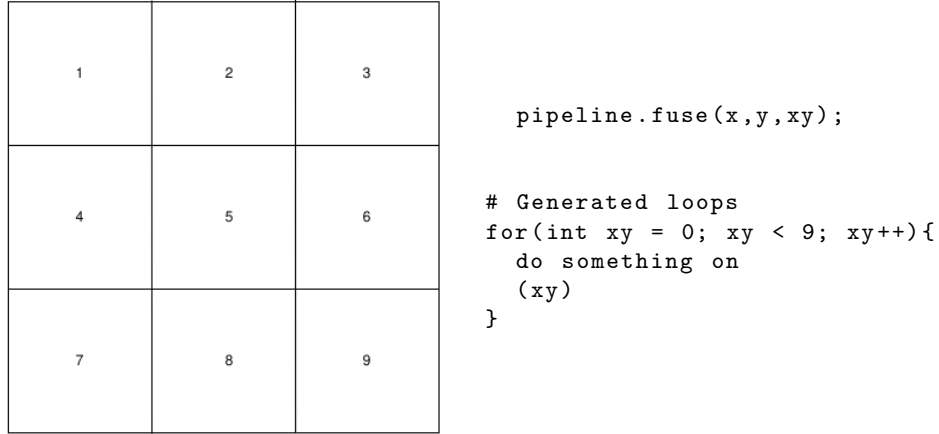 1 2 3
4 5 6
7 8 9
pipeline.fuse(x,y,xy);
# Generated loops
for(int xy = 0; xy < 9; xy++){
do something on
(xy)
}